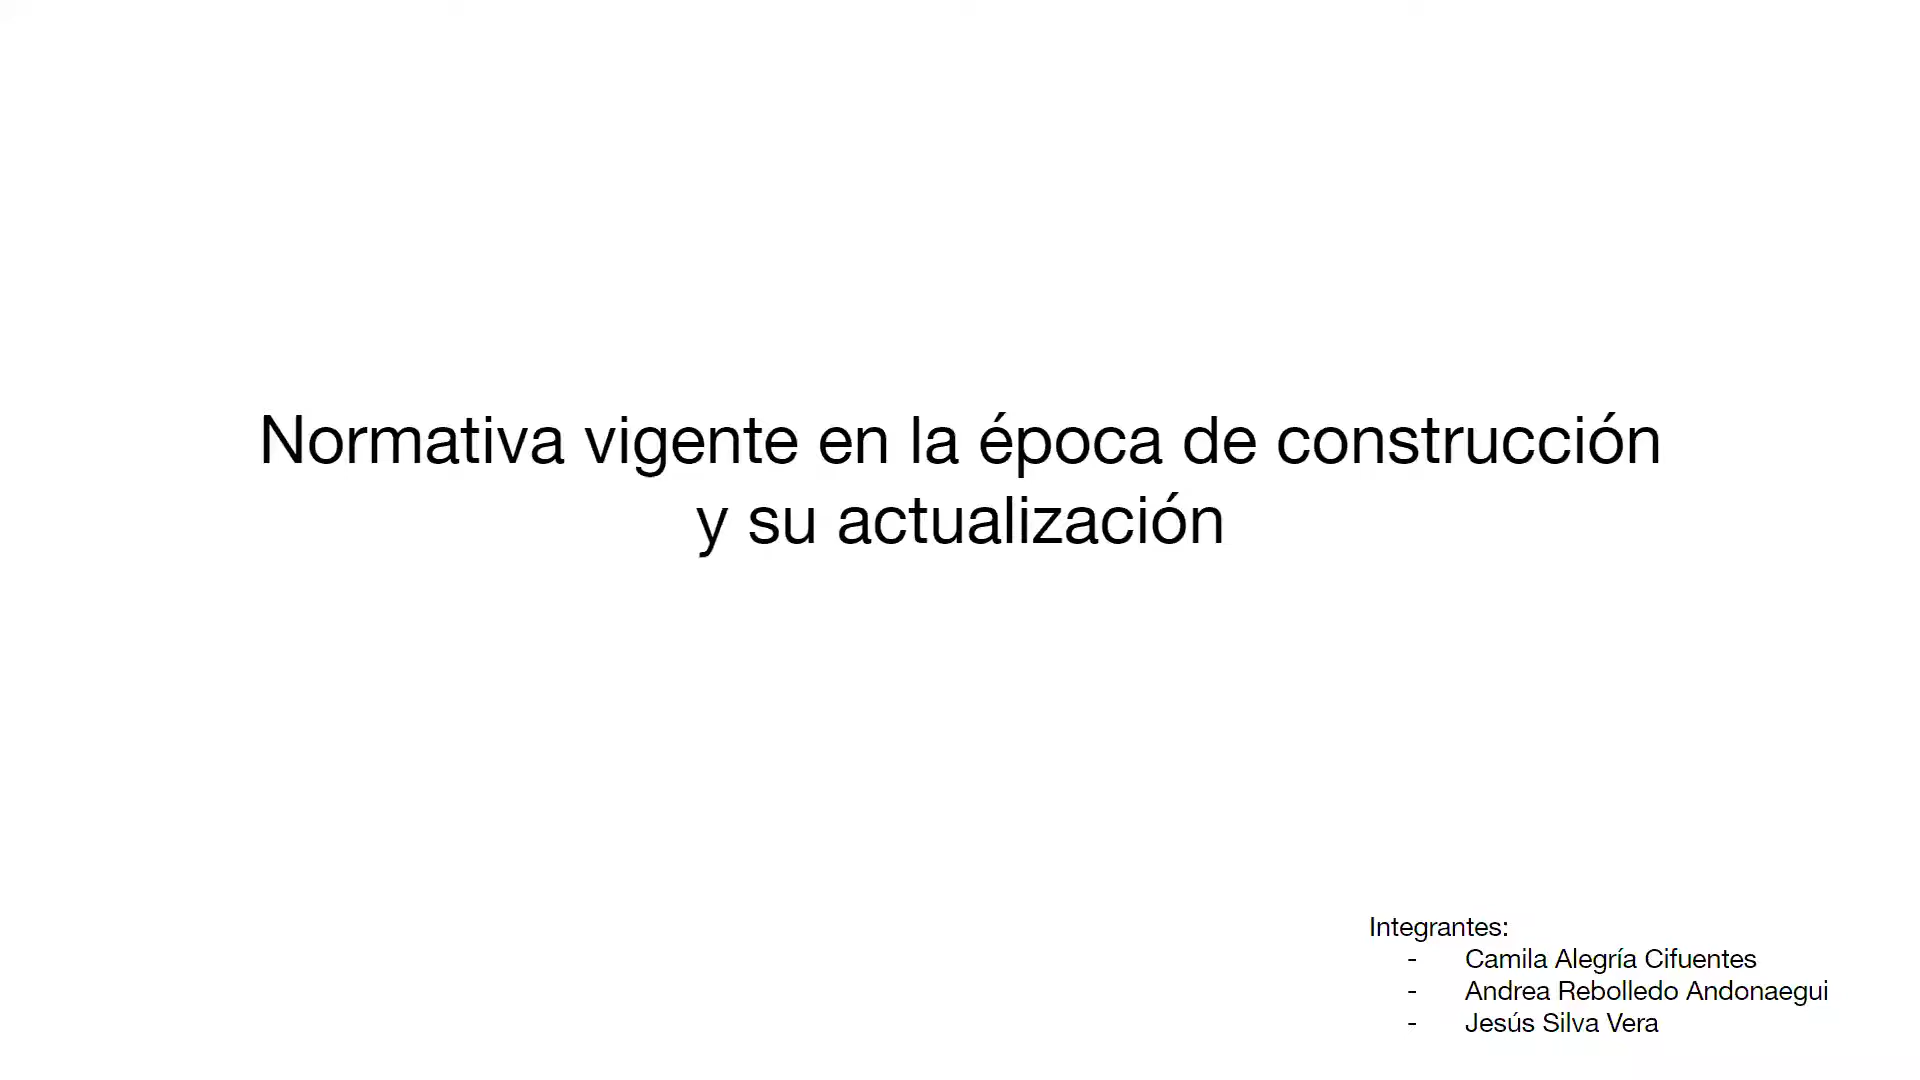 Normativa vigente en la época de construcción
y su actualización
Integrantes:
- Camila Alegría Cifuentes
- Andrea Rebolledo Andonaegui
- Jesús Silva Vera